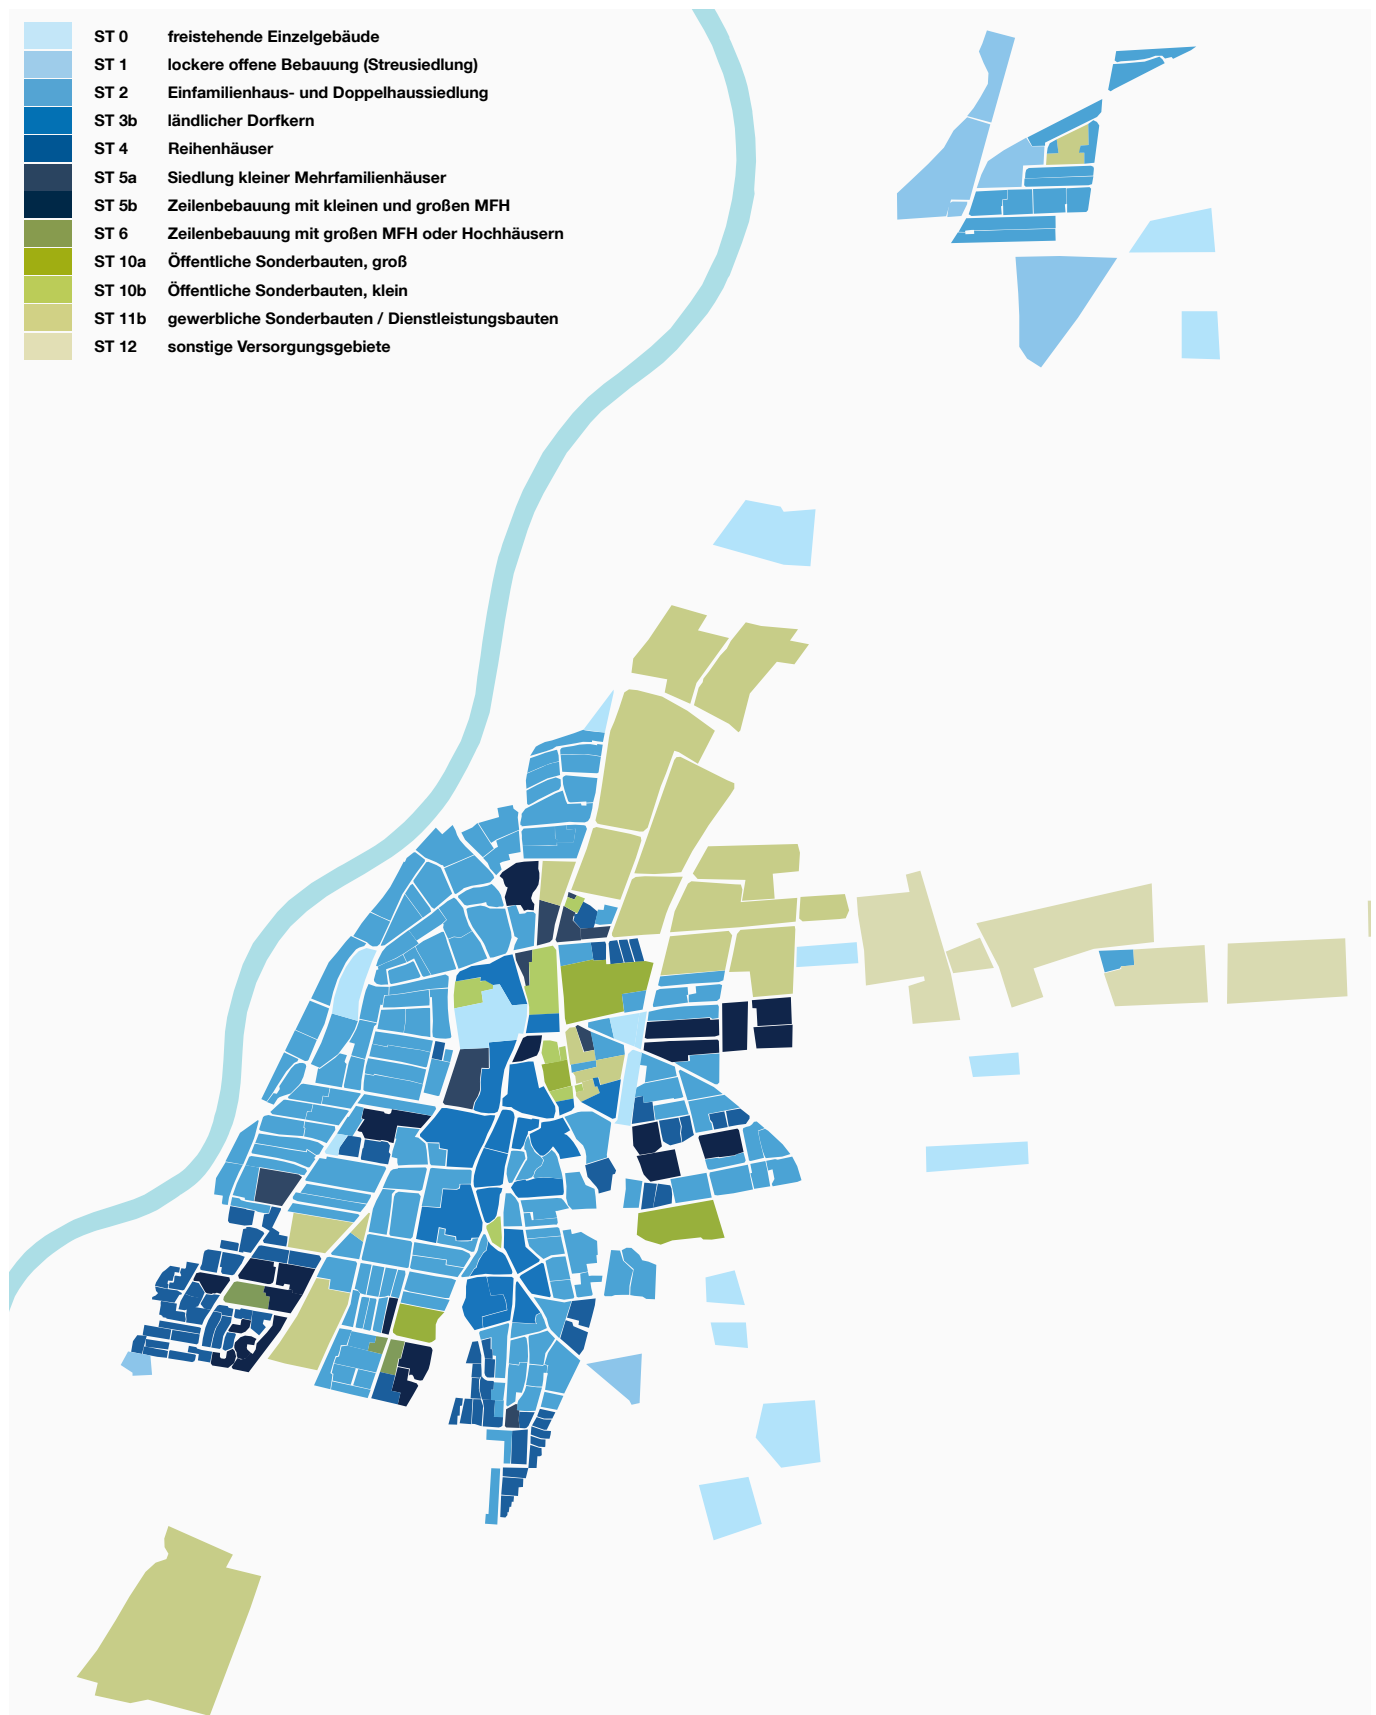 ST 0 freistehende Einzelgebäude
ST 1 lockere offene Bebauung (Streusiedlung)
ST 2 Einfamilienhaus- und Doppelhaussiedlung
ST 3b ländlicher Dorfkern
ST 4 Reihenhäuser
ST 5a Siedlung kleiner Mehrfamilienhäuser
ST 5b Zeilenbebauung mit kleinen und großen MFH
ST 6 Zeilenbebauung mit großen MFH oder Hochhäusern
ST 10a Öffentliche Sonderbauten, groß
ST 10b Öffentliche Sonderbauten, klein
ST 11b gewerbliche Sonderbauten / Dienstleistungsbauten
ST 12 sonstige Versorgungsgebiete